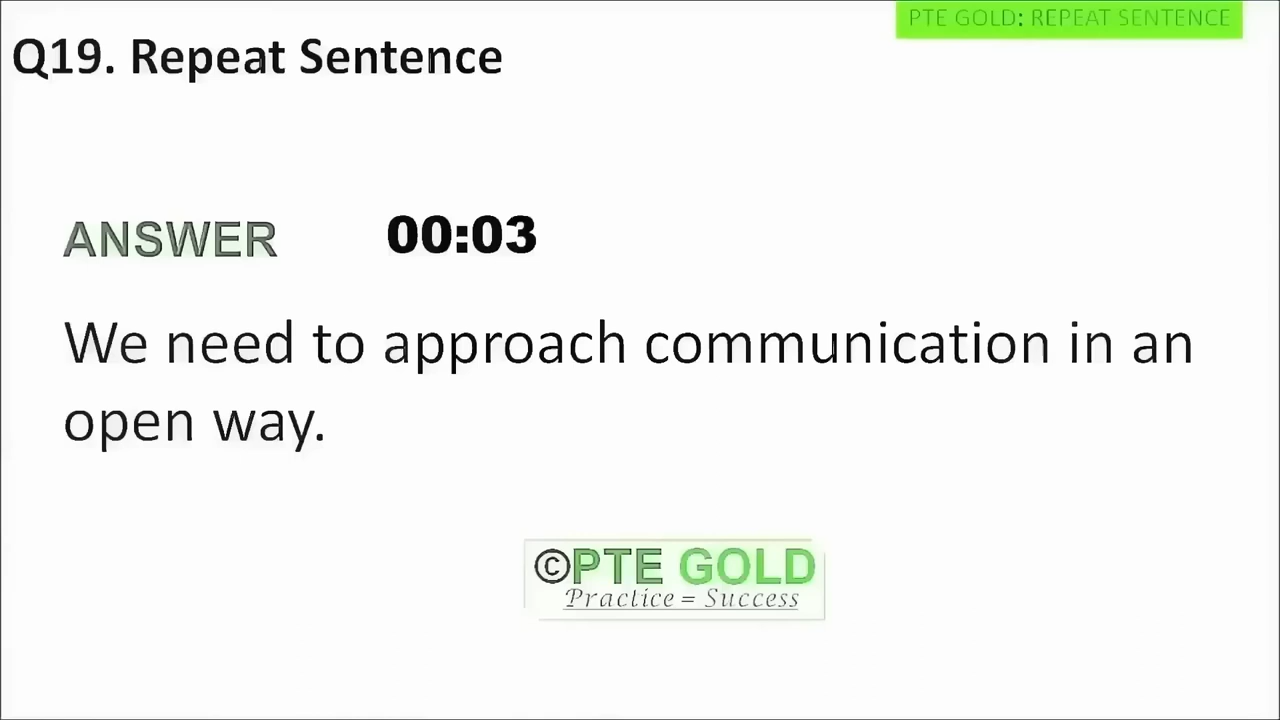 PTE GOLD: REPEAT SENTENCE
Q19. Repeat Sentence
ANSWER 00:03
We need to approach communication in an
open way.
©PTE GOLD
Practice = Success